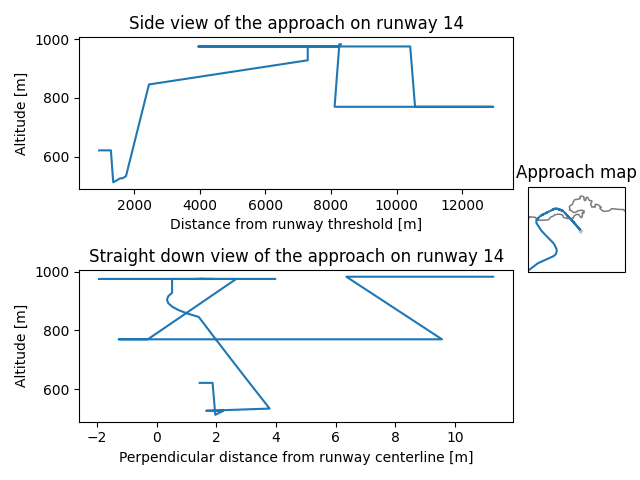 Side view of the approach on runway 14
1000
800
600
Altitude [m]
2000 4000 6000 8000 10000 12000
Distance from runway threshold [m]
Approach map
Straight down view of the approach on runway 14
1000
800
600
Altitude [m]
−2 0 2 4 6 8 10
Perpendicular distance from runway centerline [m]